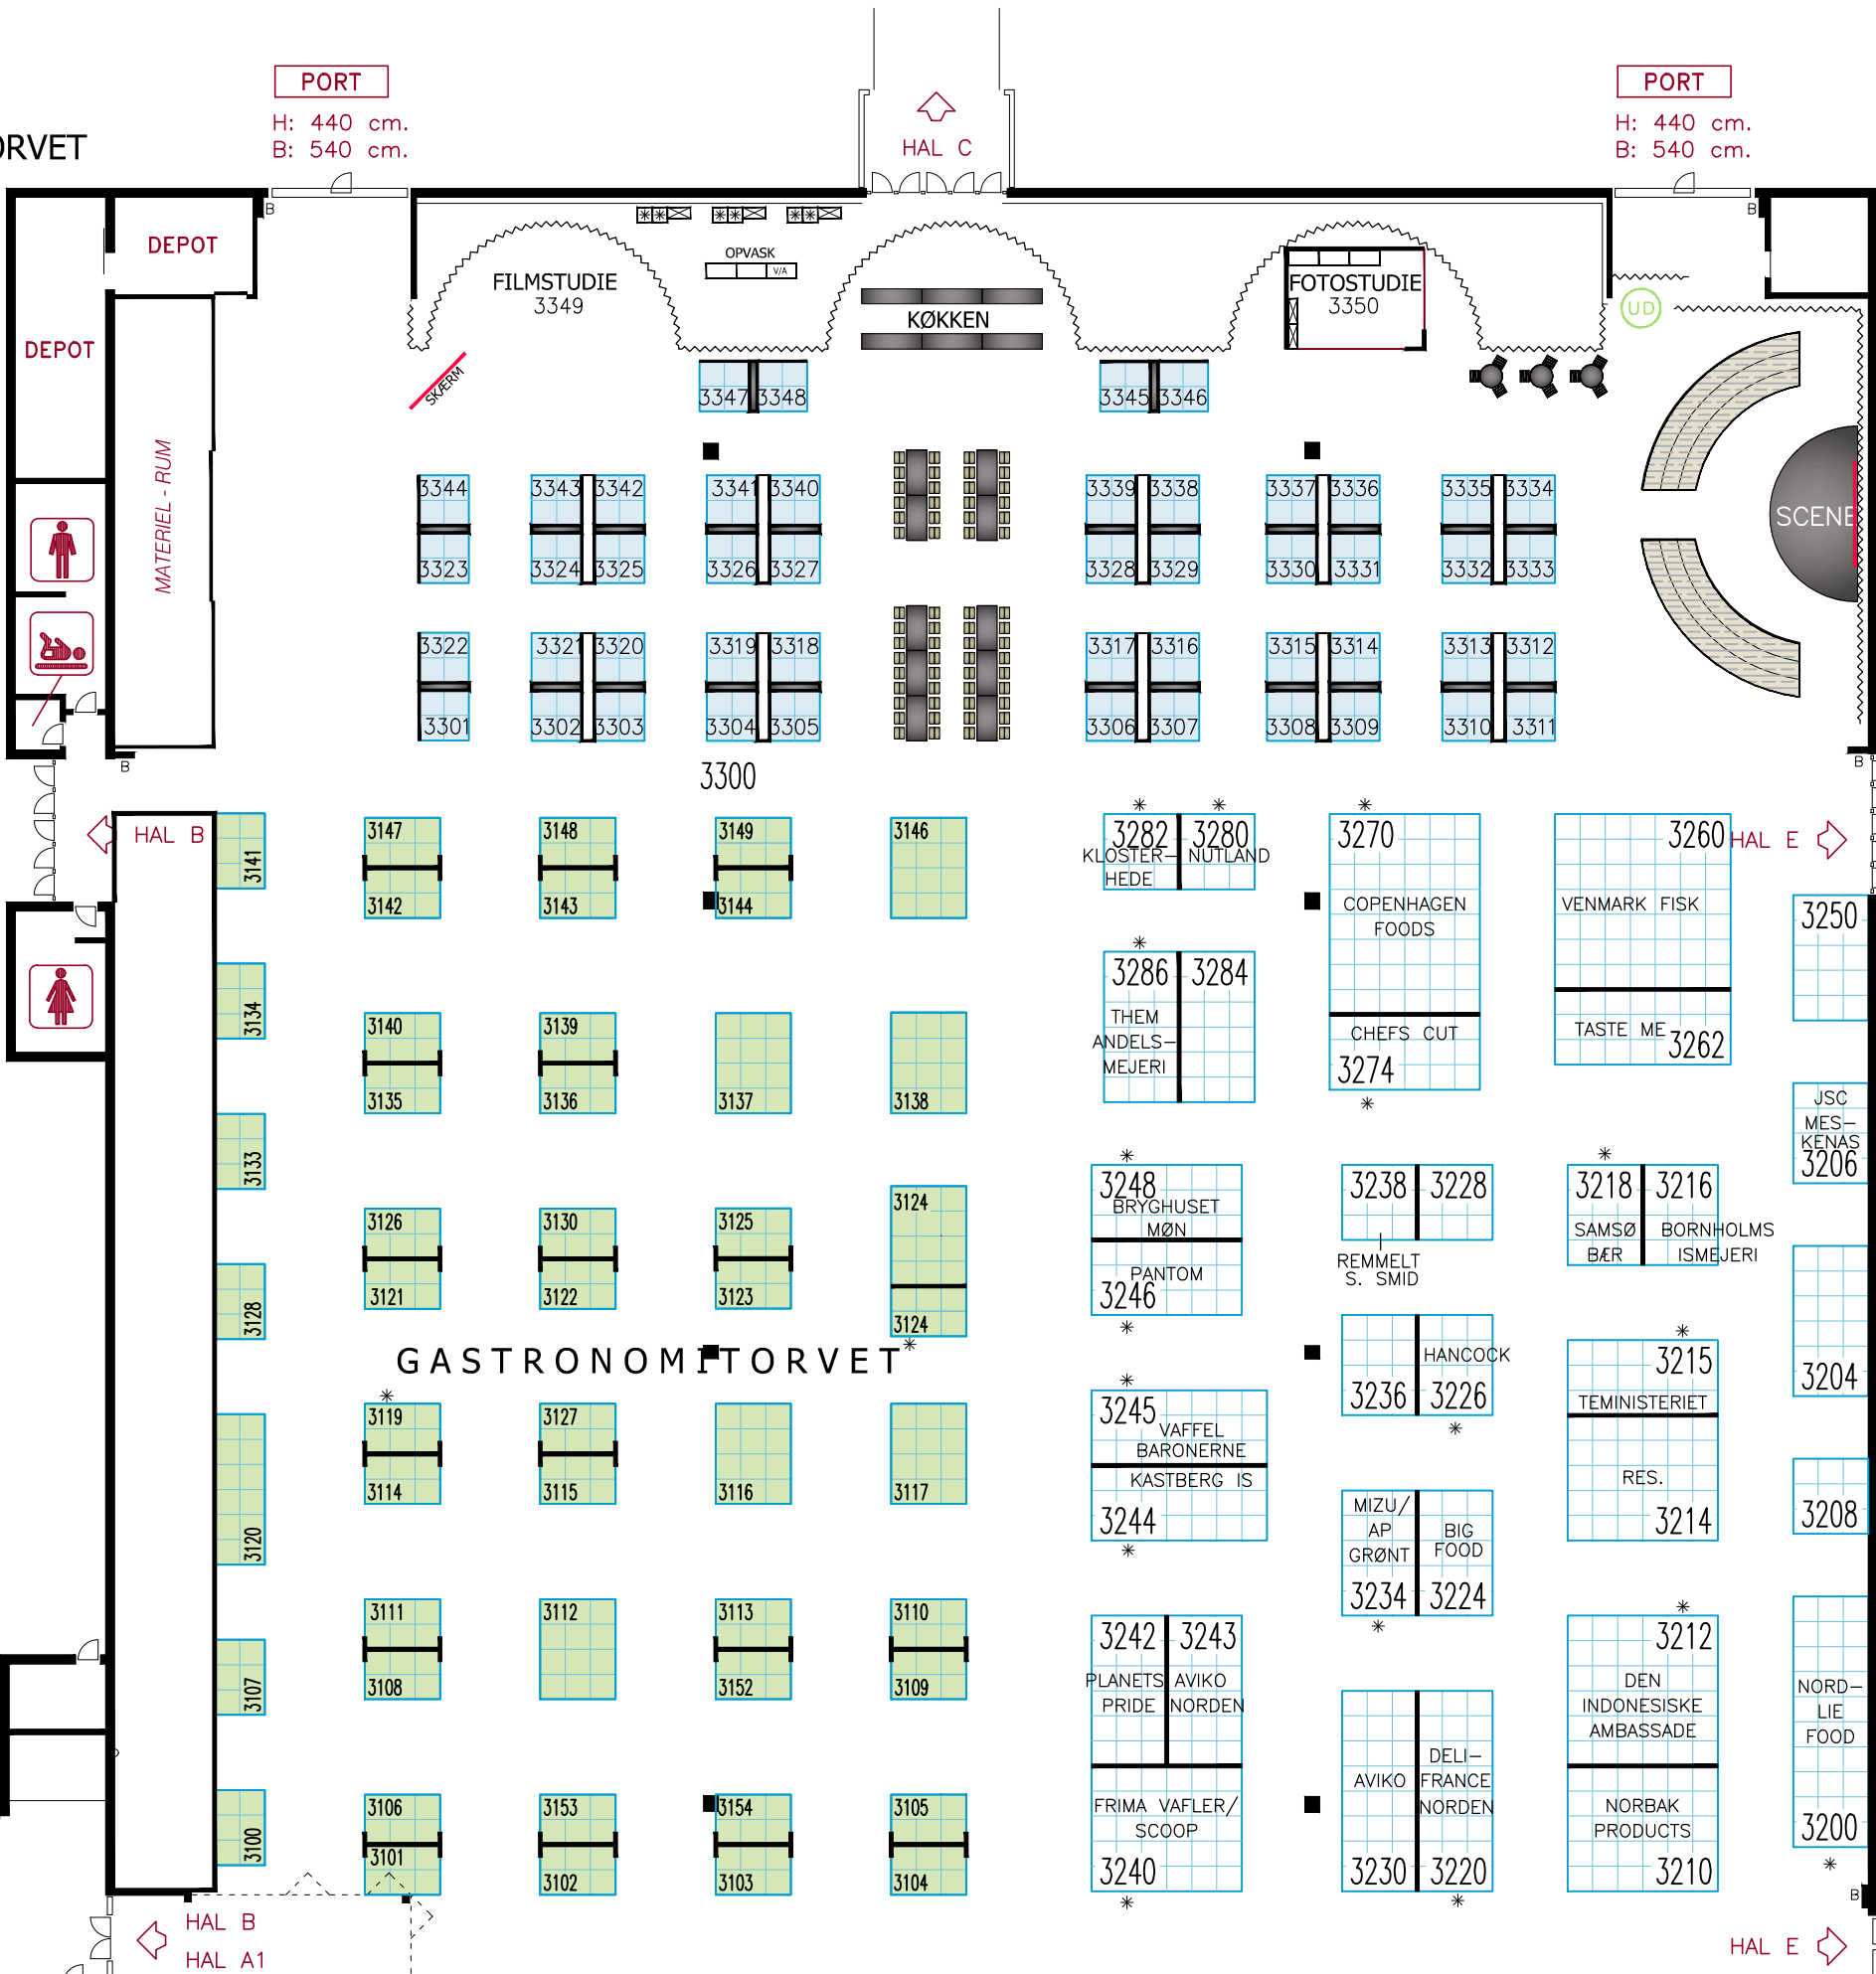 PORT
H: 440 cm.
B: 540 cm.
HAL C
PORT
H: 440 cm.
B: 540 cm.
ORVET
B
B
DEPOT
DEPOT
OPVASK
V/A
FILMSTUDIE
3349
KØKKEN
FOTOSTUDIE
3350
UD
SKÆRM
3347 3348
3345 3346
MATERIEL - RUM
3344 3343 3342 3341 3340 3339 3338 3337 3336 3335 3334
SCENE
3323 3324 3325 3326 3327 3328 3329 3330 3331 3332 3333
3322 3321 3320 3319 3318 3317 3316 3315 3314 3313 3312
3301 3302 3303 3304 3305 3306 3307 3308 3309 3310 3311
B
B
3300
HAL B
HAL E
3141
3147 3148 3149 3146
3142 3143 3144
3134
3140 3139
3135 3136 3137 3138
3133
3126 3130 3125 3124
3121 3122 3123 3124
3128
GASTRONOMITORVET
3119 3127
3114 3115 3116 3117
3120
3111 3112 3113 3110
3108 3152 3109
3107
3106 3153 3154 3105
3101 3102 3103 3104
3100
3282
KLOSTER-
HEDE
3280
NUTLAND
3270
COPENHAGEN
FOODS
CHEFS CUT
3274
3260
VENMARK FISK
TASTE ME
3262
3250
3286
THEM
ANDELS-
MEJERI
3284
JSC
MES-
KENAS
3206
3248
BRYGHUSET
MØN
PANTOM
3246
3238
REMMELT
S. SMID
3228
3218
SAMSØ
BÆR
3216
BORNHOLMS
ISMEJERI
3204
3236
HANCOCK
3226
3215
TEMINISTERIET
RES.
3214
3245
VAFFEL
BARONERNE
KASTBERG IS
3244
3208
MIZU/
AP
GRØNT
3234
BIG
FOOD
3224
3242
PLANETS
PRIDE
3243
AVIKO
NORDEN
FRIMA VAFLER/
SCOOP
3240
AVIKO
3230
DELI-
FRANCE
NORDEN
3220
3212
DEN
INDONESISKE
AMBASSADE
NORBAK
PRODUCTS
3210
NORD-
LIE
FOOD
3200
B
HAL B
HAL A1
HAL E